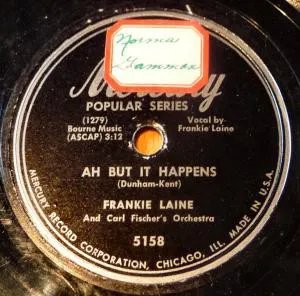 Norma
Gammon
Mercury
POPULAR SERIES
(1279)
Bourne Music
(ASCAP) 3:12
Vocal by
Frankie Laine
AH BUT IT HAPPENS
(Dunham-Kent)
FRANKIE LAINE
And Carl Fischer's Orchestra
5158
MERCURY RECORD CORPORATION, CHICAGO, ILL. MADE IN U.S.A.